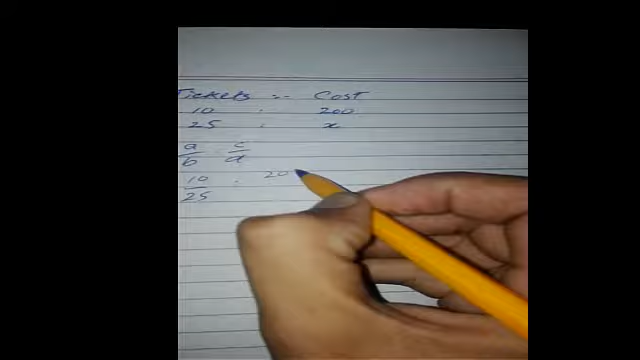 Tickets :- Cost
10 : 200
25 : x
a/b = c/d
10/25 = 20